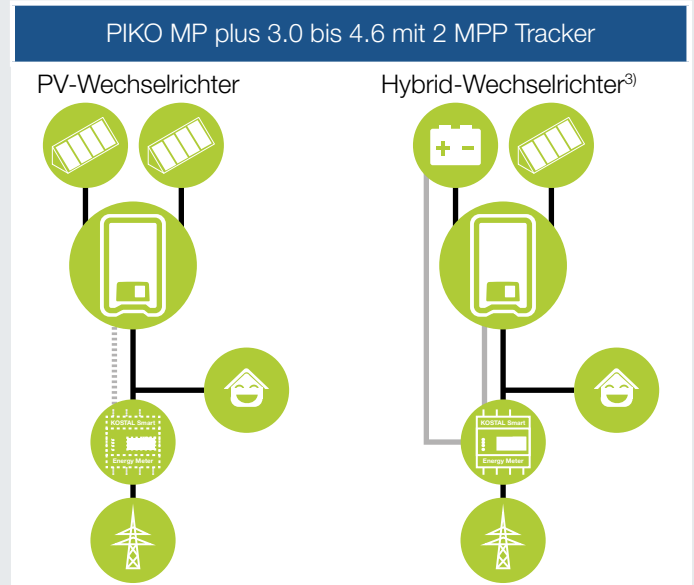 PIKO MP plus 3.0 bis 4.6 mit 2 MPP Tracker
PV-Wechselrichter
Hybrid-Wechselrichter³⁾
KOSTAL Smart
Energy Meter
KOSTAL Smart
Energy Meter